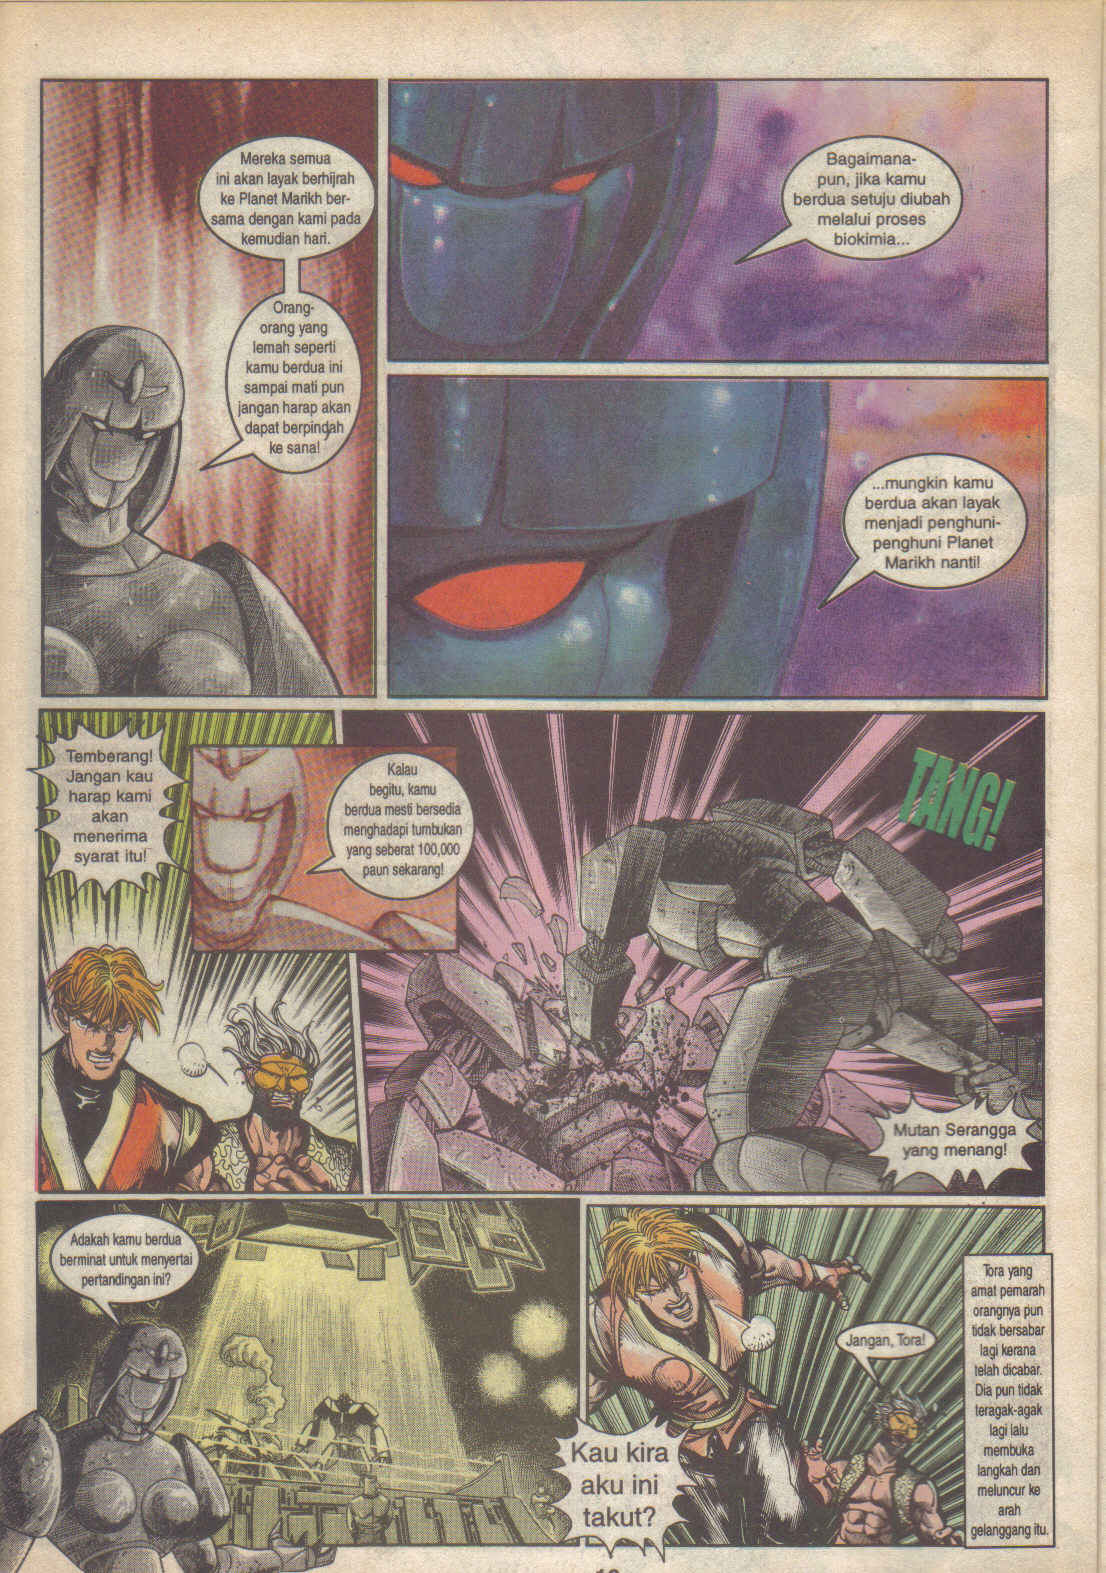 Mereka semua
ini akan layak berhijrah
ke Planet Marikh ber-
sama dengan kami pada
kemudian hari.
Orang-
orang yang
lemah seperti
kamu berdua ini
sampai mati pun
jangan harap akan
dapat berpindah
ke sana!
Bagaimana-
pun, jika kamu
berdua setuju diubah
melalui proses
biokimia...
...mungkin kamu
berdua akan layak
menjadi penghuni-
penghuni Planet
Marikh nanti!
Temberang!
Jangan kau
harap kami
akan
menerima
syarat itu!
Kalau
begitu, kamu
berdua mesti bersedia
menghadapi tumbukan
yang seberat 100,000
paun sekarang!
TANG!
Mutan Serangga
yang menang!
Adakah kamu berdua
berminat untuk menyertai
pertandingan ini?
Kau kira
aku ini
takut?
Jangan, Tora!
Tora yang
amat pemarah
orangnya pun
tidak bersabar
lagi kerana
telah dicabar.
Dia pun tidak
teragak-agak
lagi lalu
membuka
langkah dan
meluncur ke
arah
gelanggang itu.